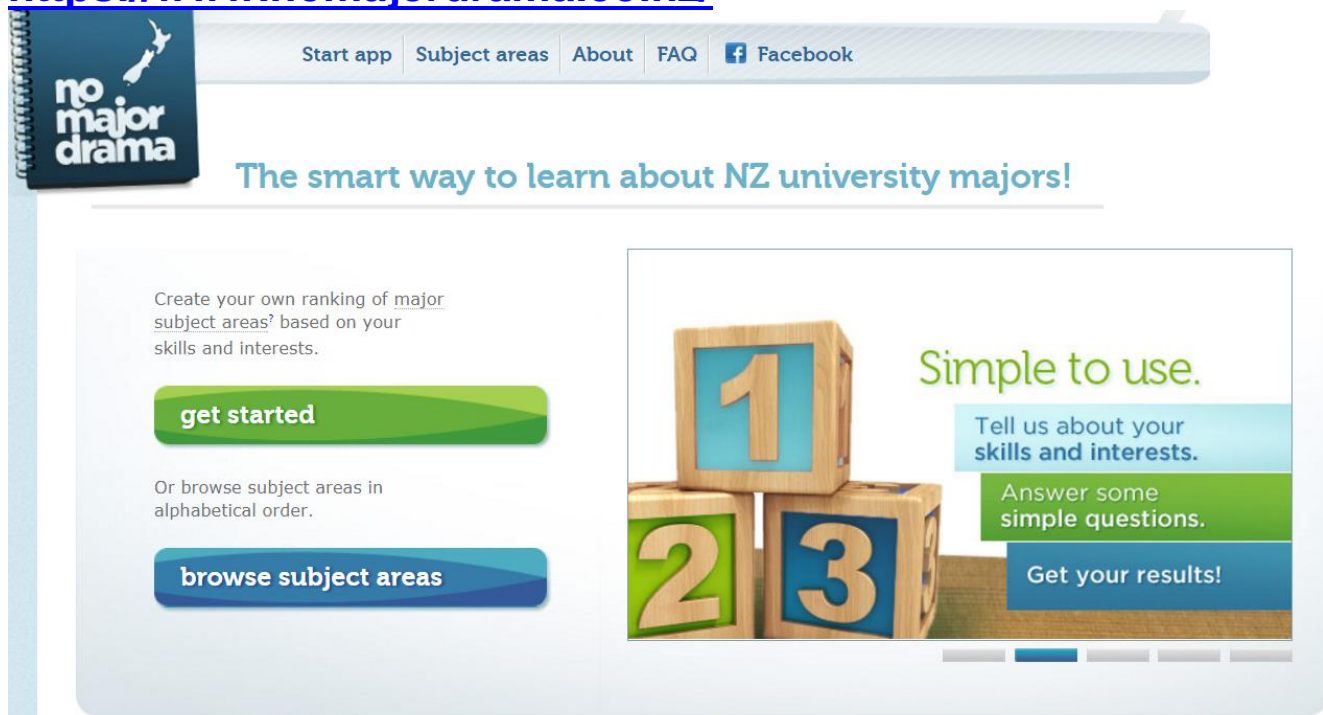 Start app Subject areas About FAQ Facebook
no
major
drama
The smart way to learn about NZ university majors!
Create your own ranking of major
subject areas? based on your
skills and interests.
get started
Or browse subject areas in
alphabetical order.
browse subject areas
1
2 3
Simple to use.
Tell us about your
skills and interests.
Answer some
simple questions.
Get your results!